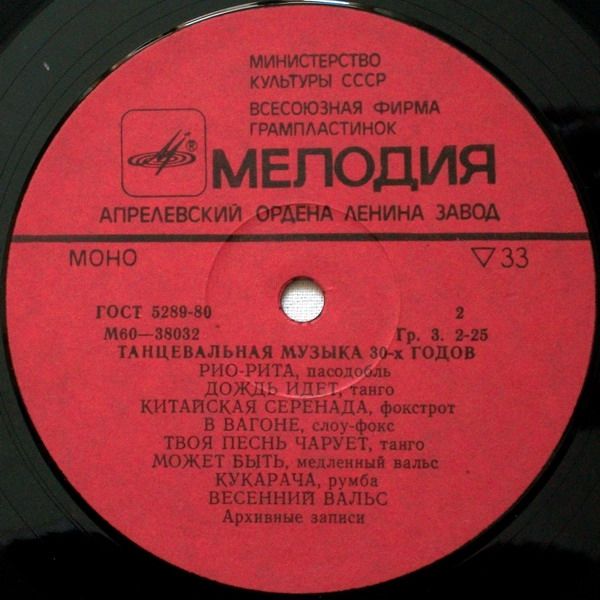 МИНИСТЕРСТВО
КУЛЬТУРЫ СССР
ВСЕСОЮЗНАЯ ФИРМА
ГРАМПЛАСТИНОК
®
МЕЛОДИЯ
АПРЕЛЕВСКИЙ ОРДЕНА ЛЕНИНА ЗАВОД
МОНО ▽33
ГОСТ 5289-80 2
М60—38032 Гр. 3. 2-25
ТАНЦЕВАЛЬНАЯ МУЗЫКА 30-х ГОДОВ
РИО-РИТА, пасодобль
ДОЖДЬ ИДЕТ, танго
КИТАЙСКАЯ СЕРЕНАДА, фокстрот
В ВАГОНЕ, слоу-фокс
ТВОЯ ПЕСНЬ ЧАРУЕТ, танго
МОЖЕТ БЫТЬ, медленный вальс
КУКАРАЧА, румба
ВЕСЕННИЙ ВАЛЬС
Архивные записи